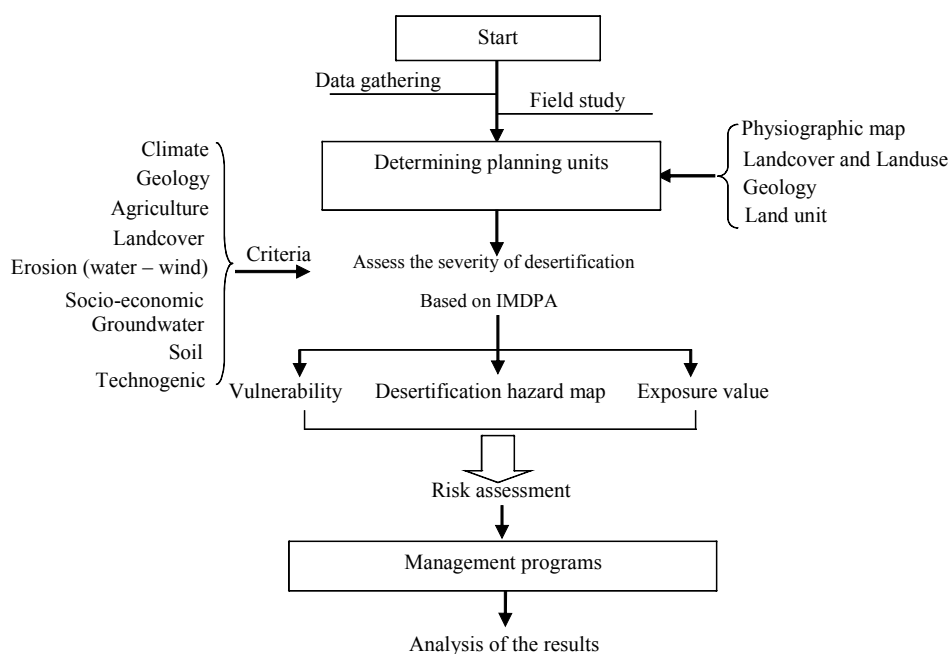 Start
Data gathering
Field study
Determining planning units
Physiographic map
Landcover and Landuse
Geology
Land unit
Climate
Geology
Agriculture
Landcover
Erosion (water – wind)
Socio-economic
Groundwater
Soil
Technogenic
Criteria
Assess the severity of desertification
Based on IMDPA
Vulnerability
Desertification hazard map
Exposure value
Risk assessment
Management programs
Analysis of the results